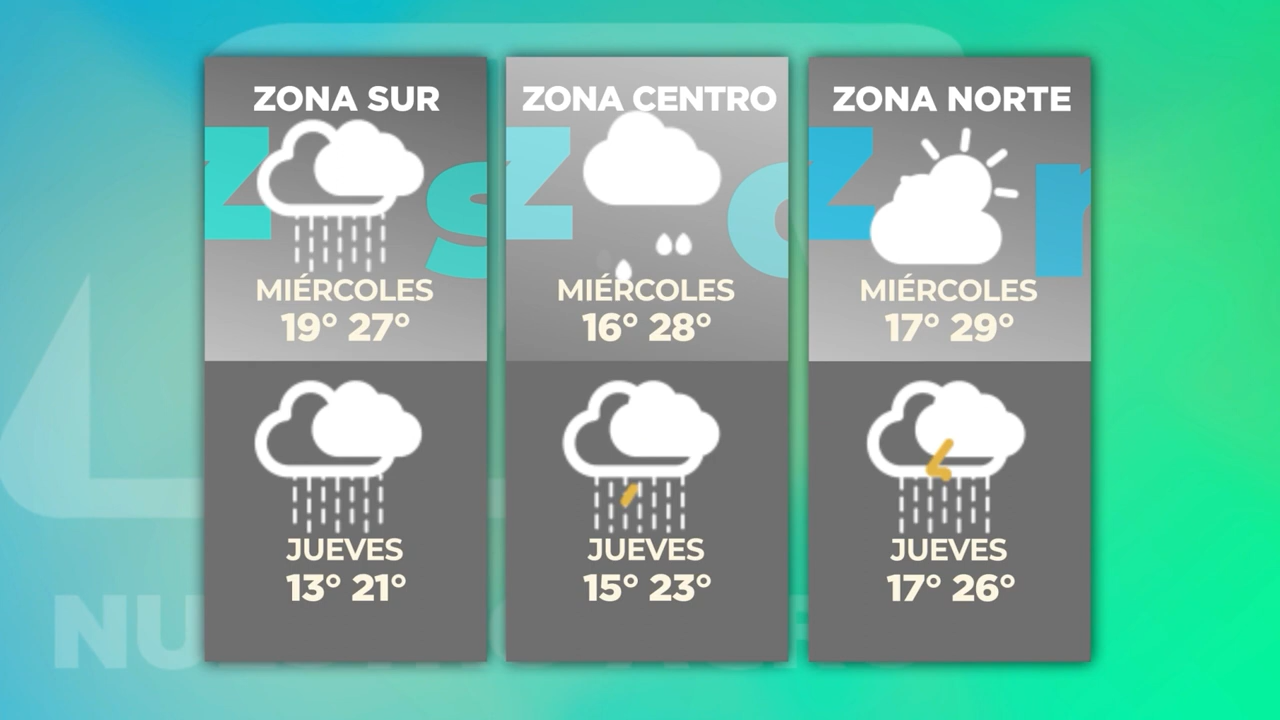 ZONA SUR
MIÉRCOLES
19° 27°
JUEVES
13° 21°
ZONA CENTRO
MIÉRCOLES
16° 28°
JUEVES
15° 23°
ZONA NORTE
MIÉRCOLES
17° 29°
JUEVES
17° 26°